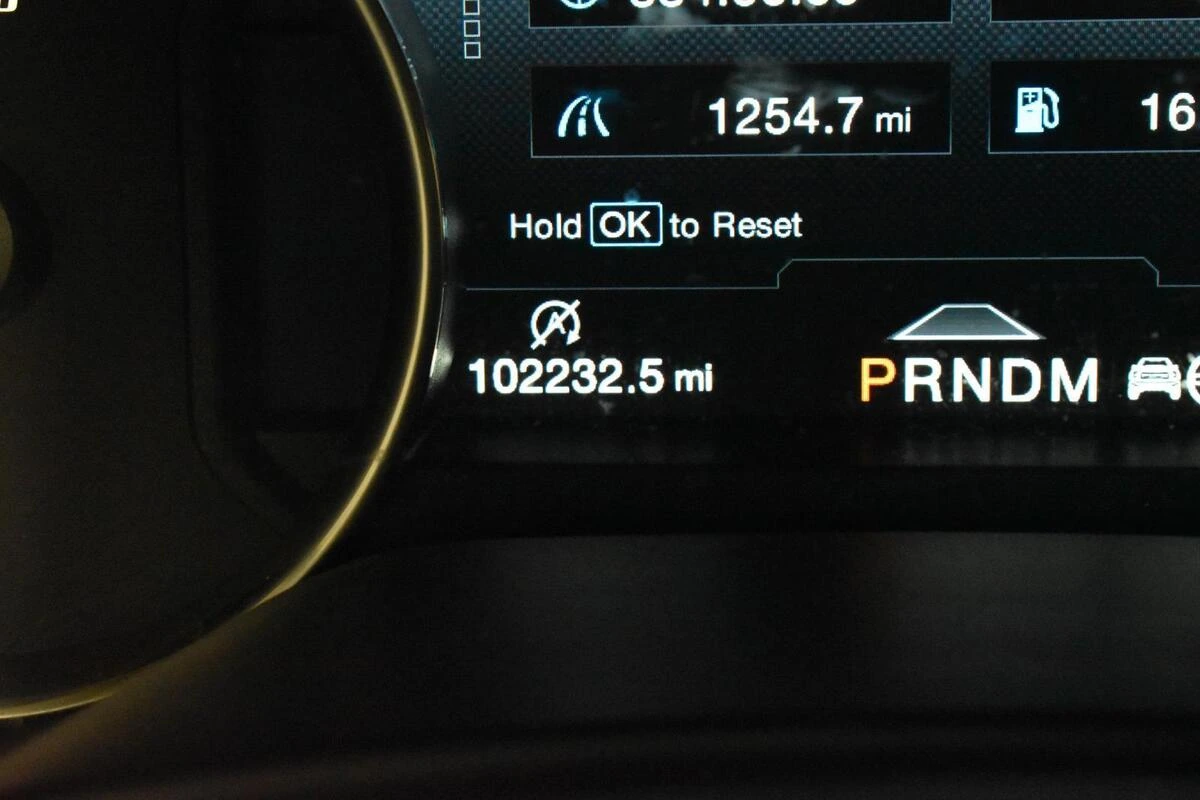 1254.7 mi
16
Hold OK to Reset
102232.5 mi
PRNDM